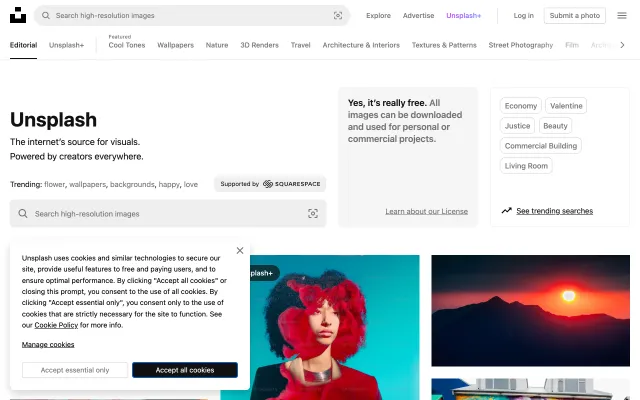 Search high-resolution images
Explore
Advertise
Unsplash+
Log in
Submit a photo
Editorial
Unsplash+
Featured
Cool Tones
Wallpapers
Nature
3D Renders
Travel
Architecture & Interiors
Textures & Patterns
Street Photography
Film
Unsplash
The internet's source for visuals.
Powered by creators everywhere.
Trending: flower, wallpapers, backgrounds, happy, love
Supported by SQUARESPACE
Search high-resolution images
Yes, it's really free. All
images can be downloaded
and used for personal or
commercial projects.
Learn about our License
Economy
Valentine
Justice
Beauty
Commercial Building
Living Room
See trending searches
Unsplash uses cookies and similar technologies to secure our
site, provide useful features to free and paying users, and to
ensure optimal performance. By clicking "Accept all cookies" or
closing this prompt, you consent to the use of all cookies. By
clicking "Accept essential only", you consent only to the use of
cookies that are strictly necessary for the site to function. See
our Cookie Policy for more info.
Manage cookies
Accept essential only
Accept all cookies
plash+